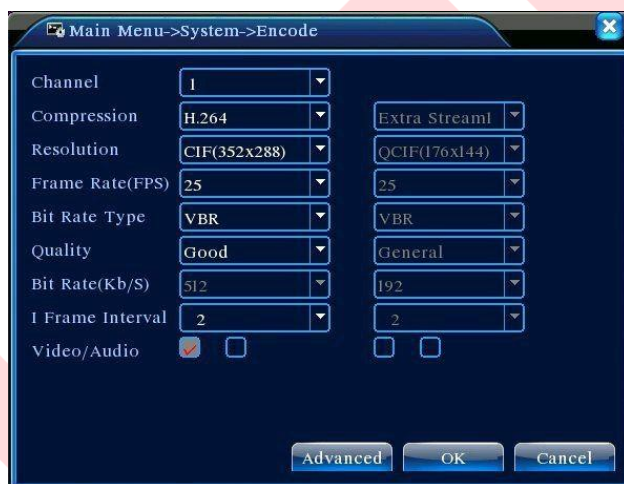 Main Menu->System->Encode
Channel 1
Compression H.264 Extra Stream1
Resolution CIF(352x288) QCIF(176x144)
Frame Rate(FPS) 25 25
Bit Rate Type VBR VBR
Quality Good General
Bit Rate(Kb/S) 512 192
I Frame Interval 2 2
Video/Audio
Advanced OK Cancel